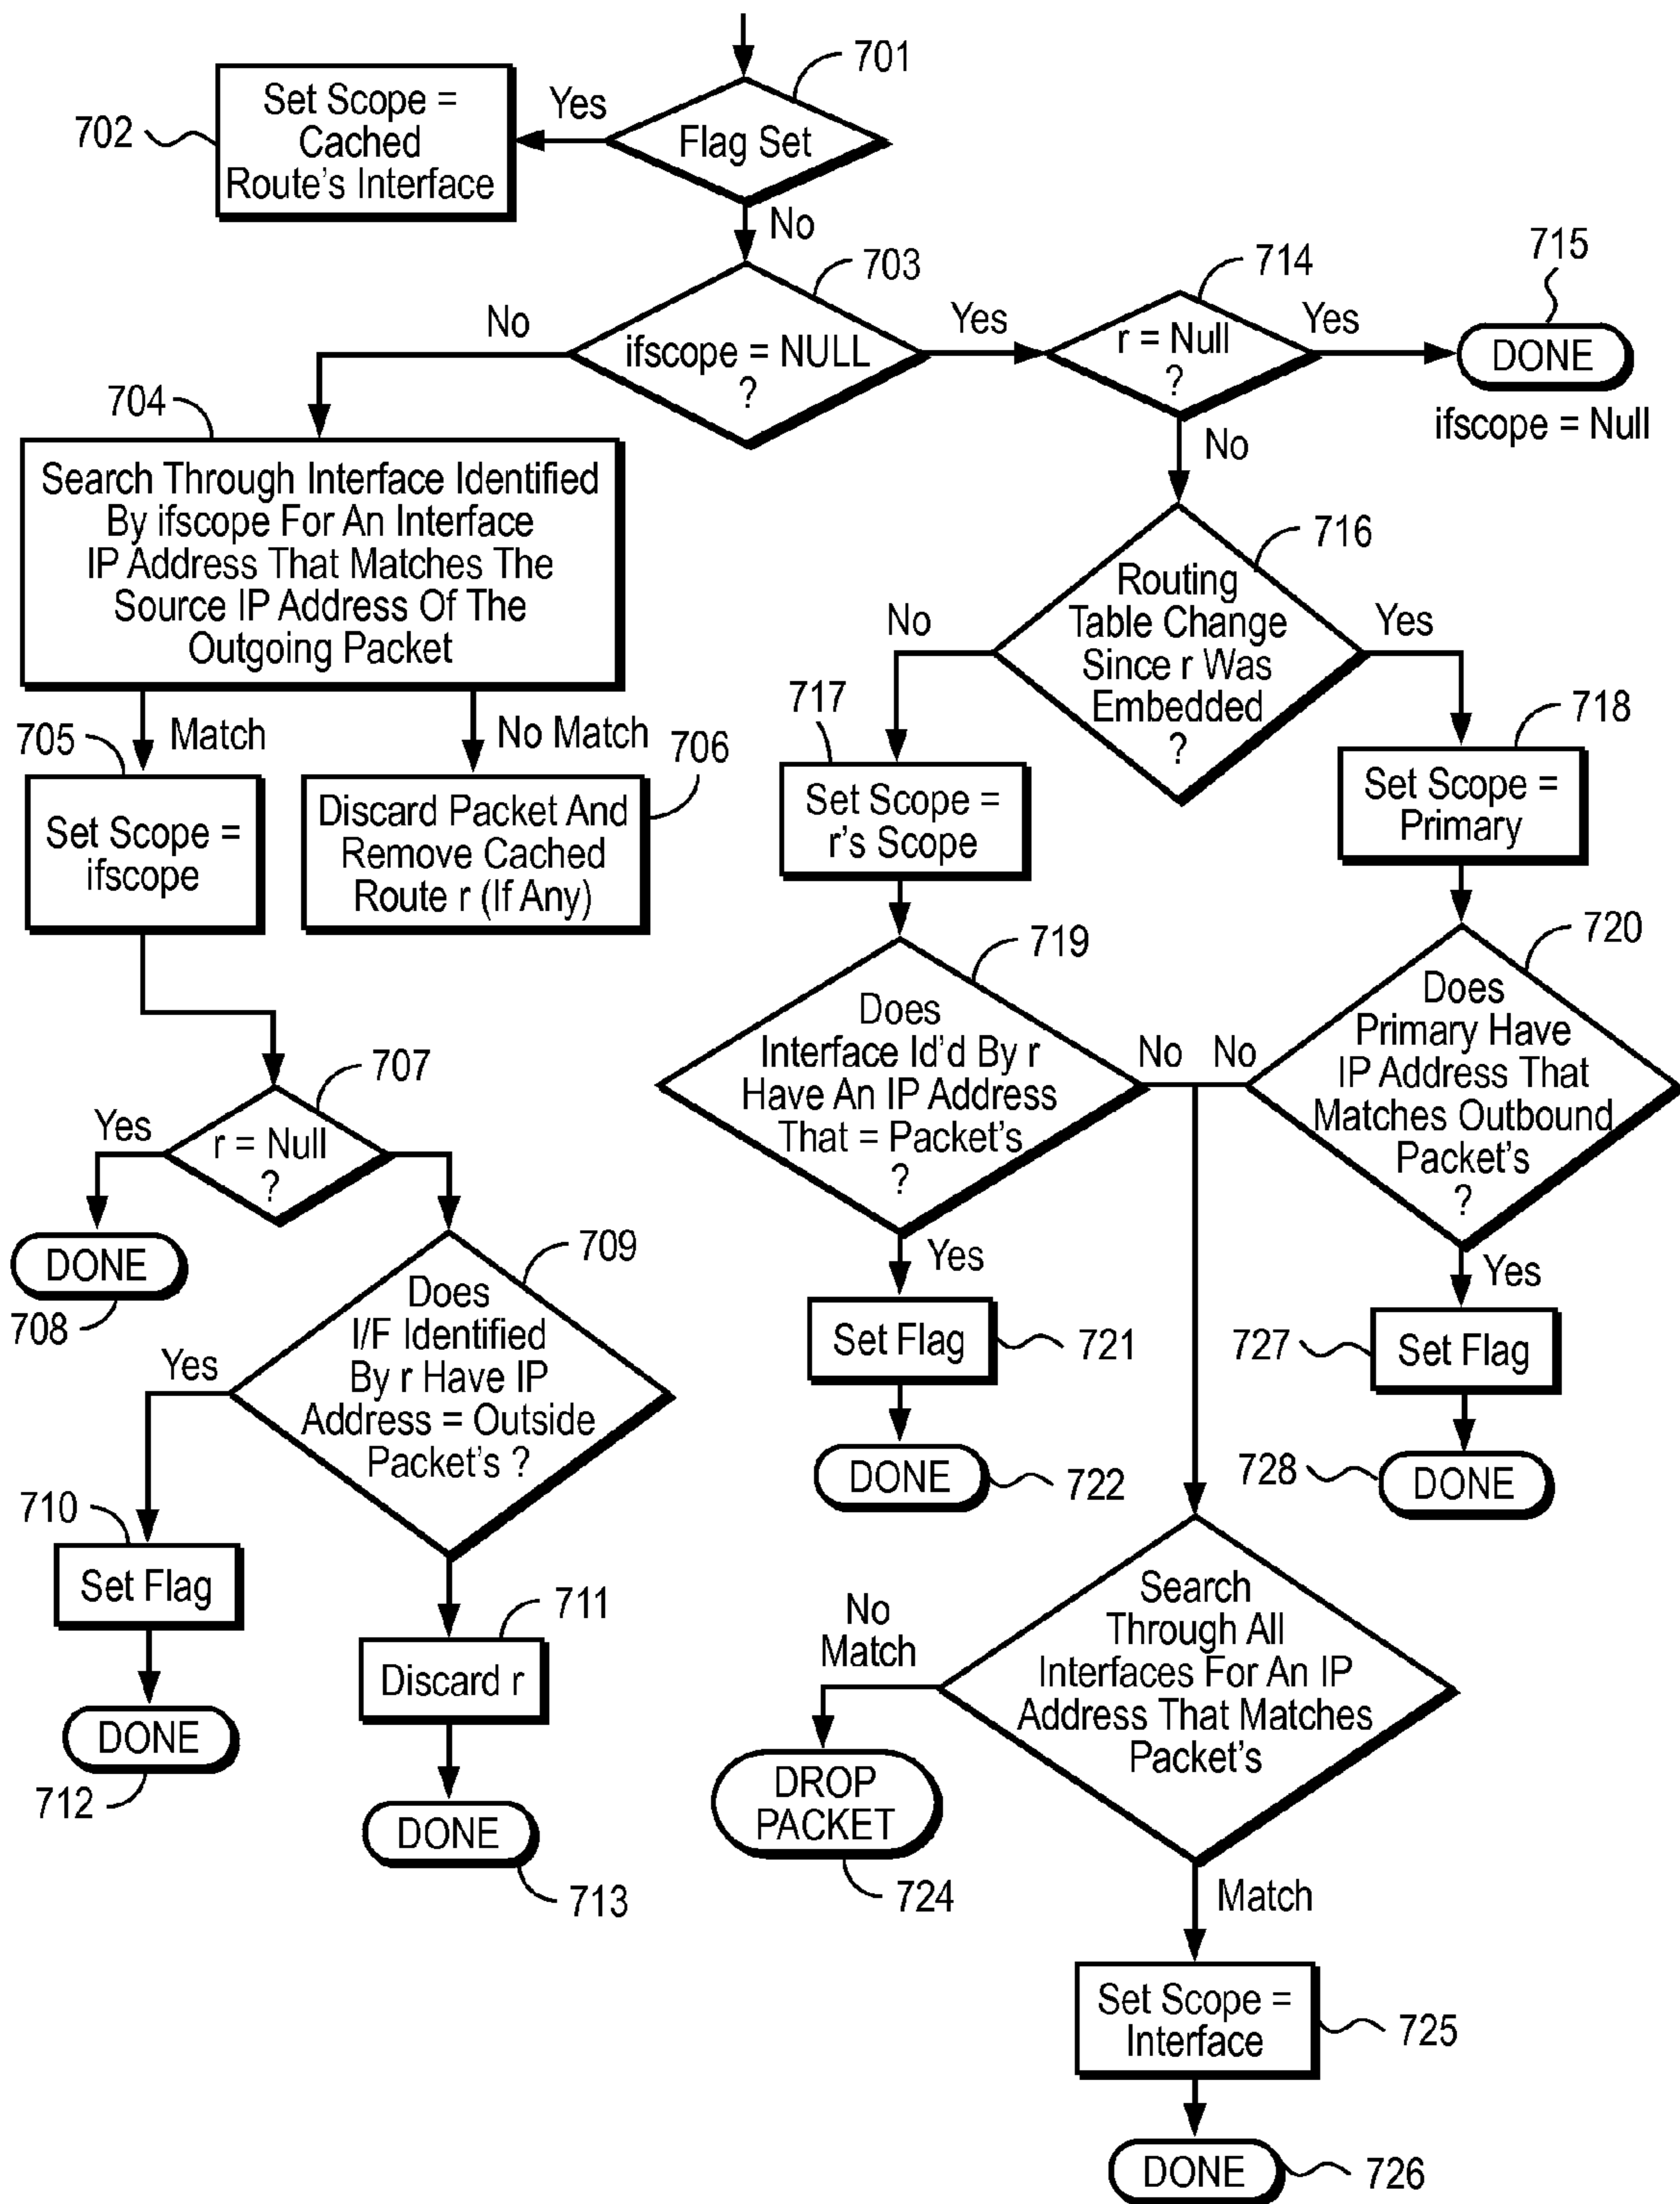 701
702
Set Scope =
Cached
Route's Interface
Yes
Flag Set
No
703
ifscope = NULL
?
No
Yes
714
r = Null
?
Yes
715
DONE
ifscope = Null
No
704
Search Through Interface Identified
By ifscope For An Interface
IP Address That Matches The
Source IP Address Of The
Outgoing Packet
Match
No Match
705
Set Scope =
ifscope
706
Discard Packet And
Remove Cached
Route r (If Any)
707
r = Null
?
Yes
DONE
708
709
Does
I/F Identified
By r Have IP
Address = Outside
Packet's ?
Yes
710
Set Flag
DONE
712
711
Discard r
DONE
713
716
Routing
Table Change
Since r Was
Embedded
?
No
Yes
717
Set Scope =
r's Scope
718
Set Scope =
Primary
719
Does
Interface Id'd By r
Have An IP Address
That = Packet's
?
No
No
720
Does
Primary Have
IP Address That
Matches Outbound
Packet's
?
Yes
Set Flag
721
DONE
722
Yes
727
Set Flag
728
DONE
Search
Through All
Interfaces For An IP
Address That Matches
Packet's
No
Match
DROP
PACKET
724
Match
Set Scope =
Interface
725
DONE
726